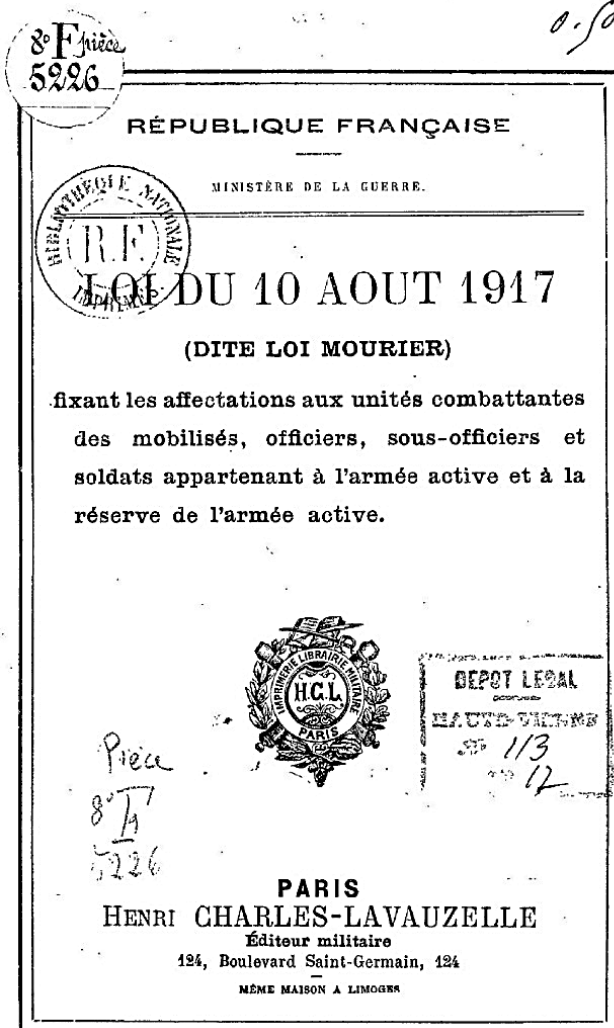 8° F pièce
5226
0.50
RÉPUBLIQUE FRANÇAISE
MINISTÈRE DE LA GUERRE.
BIBLIOTHÈQUE NATIONALE
R.F.
IMPRIMÉS.
LOI DU 10 AOUT 1917
(DITE LOI MOURIER)
fixant les affectations aux unités combattantes
des mobilisés, officiers, sous-officiers et
soldats appartenant à l'armée active et à la
réserve de l'armée active.
IMPRIMERIE LIBRAIRIE MILITAIRE
H.C.L
PARIS
DEPOT LEGAL
HAUTE-VIENNE
113
17
Pièce
8° F
5226
PARIS
HENRI CHARLES-LAVAUZELLE
Éditeur militaire
124, Boulevard Saint-Germain, 124
MÊME MAISON A LIMOGES